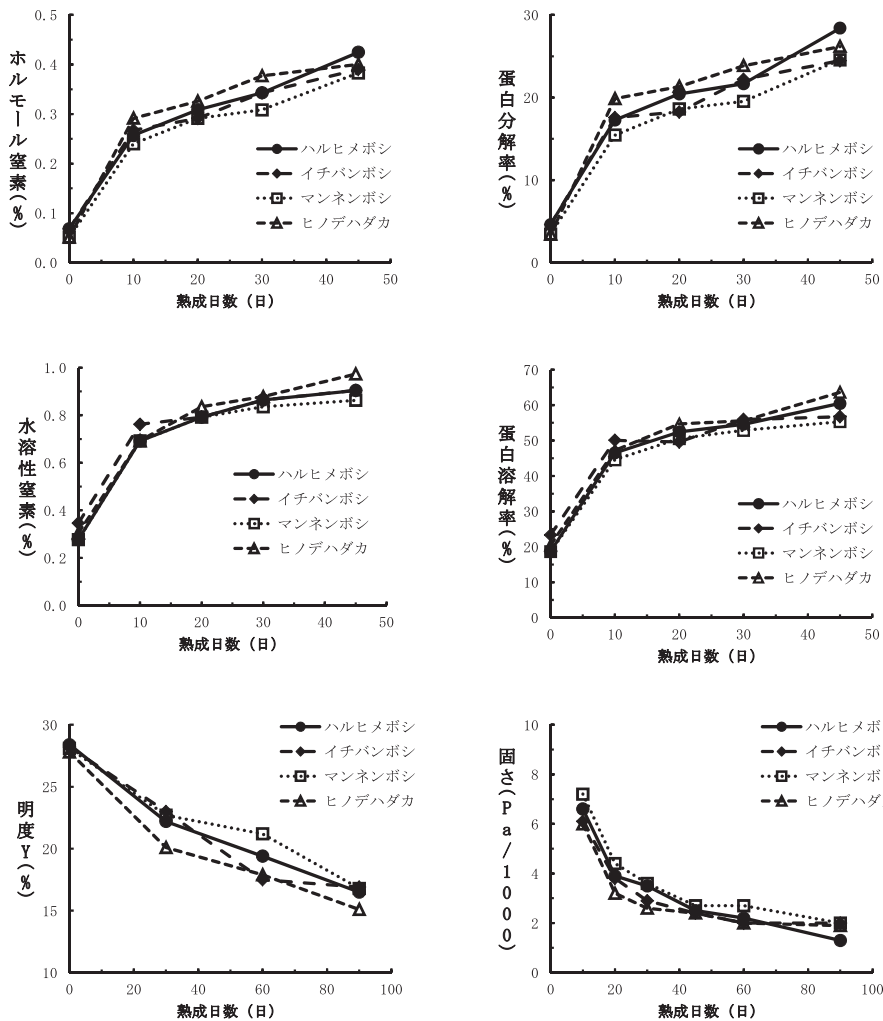 ホルモール窒素(%)
0.5
0.4
0.3
0.2
0.1
0.0
0 10 20 30 40 50
熟成日数（日）
ハルヒメボシ
イチバンボシ
マンネンボシ
ヒノデハダカ
蛋白分解率(%)
30
20
10
0
0 10 20 30 40 50
熟成日数（日）
ハルヒメボシ
イチバンボシ
マンネンボシ
ヒノデハダカ
水溶性窒素(%)
1.0
0.8
0.6
0.4
0.2
0.0
0 10 20 30 40 50
熟成日数（日）
ハルヒメボシ
イチバンボシ
マンネンボシ
ヒノデハダカ
蛋白溶解率(%)
70
60
50
40
30
20
10
0
0 10 20 30 40 50
熟成日数（日）
ハルヒメボシ
イチバンボシ
マンネンボシ
ヒノデハダカ
明度Y(%)
30
25
20
15
10
0 20 40 60 80 100
熟成日数（日）
ハルヒメボシ
イチバンボシ
マンネンボシ
ヒノデハダカ
固さ(Pa/1000)
10
8
6
4
2
0
0 20 40 60 80 100
熟成日数（日）
ハルヒメボ
イチバンボ
マンネンボ
ヒノデハダ